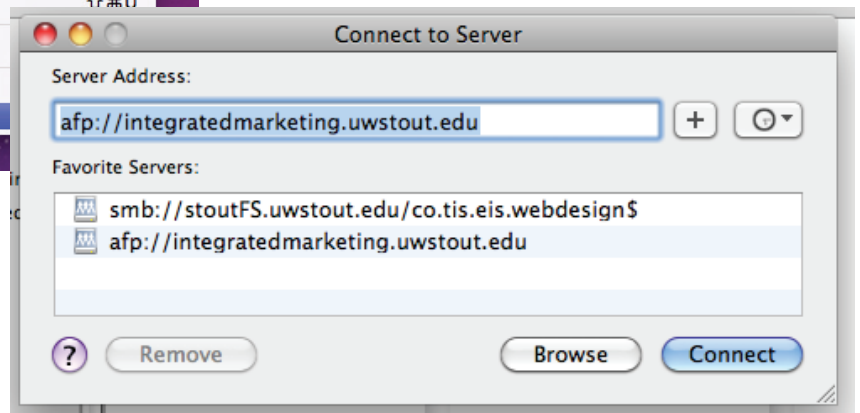 Connect to Server
Server Address:
afp://integratedmarketing.uwstout.edu
+
Favorite Servers:
smb://stoutFS.uwstout.edu/co.tis.eis.webdesign$
afp://integratedmarketing.uwstout.edu
? Remove Browse Connect